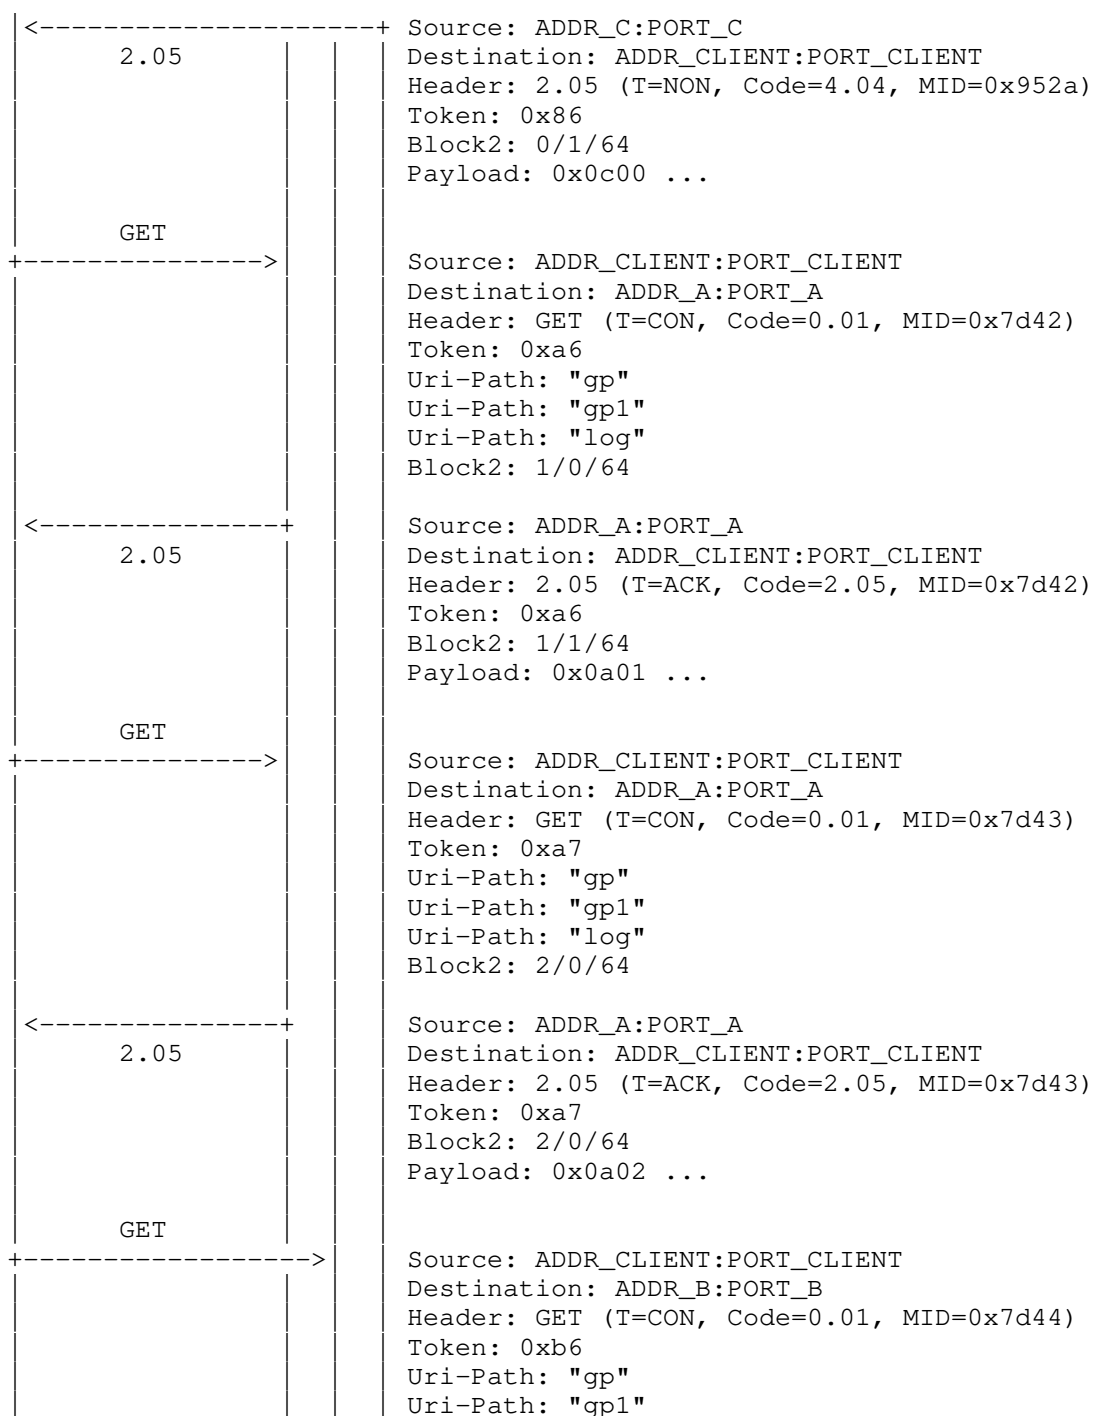 |<---------------------+ Source: ADDR_C:PORT_C
| 2.05 | | | Destination: ADDR_CLIENT:PORT_CLIENT
| | | | Header: 2.05 (T=NON, Code=4.04, MID=0x952a)
| | | | Token: 0x86
| | | | Block2: 0/1/64
| | | | Payload: 0x0c00 ...
| | | |
| GET | | |
+--------------->| | | Source: ADDR_CLIENT:PORT_CLIENT
| | | | Destination: ADDR_A:PORT_A
| | | | Header: GET (T=CON, Code=0.01, MID=0x7d42)
| | | | Token: 0xa6
| | | | Uri-Path: "gp"
| | | | Uri-Path: "gp1"
| | | | Uri-Path: "log"
| | | | Block2: 1/0/64
| | | |
|<---------------+ | | Source: ADDR_A:PORT_A
| 2.05 | | | Destination: ADDR_CLIENT:PORT_CLIENT
| | | | Header: 2.05 (T=ACK, Code=2.05, MID=0x7d42)
| | | | Token: 0xa6
| | | | Block2: 1/1/64
| | | | Payload: 0x0a01 ...
| | | |
| GET | | |
+--------------->| | | Source: ADDR_CLIENT:PORT_CLIENT
| | | | Destination: ADDR_A:PORT_A
| | | | Header: GET (T=CON, Code=0.01, MID=0x7d43)
| | | | Token: 0xa7
| | | | Uri-Path: "gp"
| | | | Uri-Path: "gp1"
| | | | Uri-Path: "log"
| | | | Block2: 2/0/64
| | | |
|<---------------+ | | Source: ADDR_A:PORT_A
| 2.05 | | | Destination: ADDR_CLIENT:PORT_CLIENT
| | | | Header: 2.05 (T=ACK, Code=2.05, MID=0x7d43)
| | | | Token: 0xa7
| | | | Block2: 2/0/64
| | | | Payload: 0x0a02 ...
| | | |
| GET | | |
+------------------>| | Source: ADDR_CLIENT:PORT_CLIENT
| | | | Destination: ADDR_B:PORT_B
| | | | Header: GET (T=CON, Code=0.01, MID=0x7d44)
| | | | Token: 0xb6
| | | | Uri-Path: "gp"
| | | | Uri-Path: "gp1"